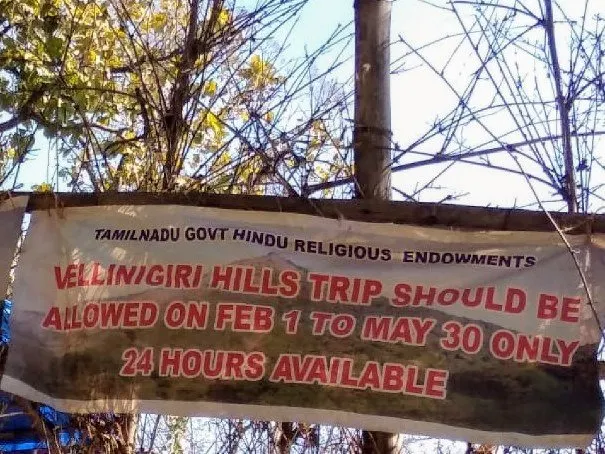 TAMILNADU GOVT HINDU RELIGIOUS ENDOWMENTS
VELLINIGIRI HILLS TRIP SHOULD BE
ALLOWED ON FEB 1 TO MAY 30 ONLY
24 HOURS AVAILABLE